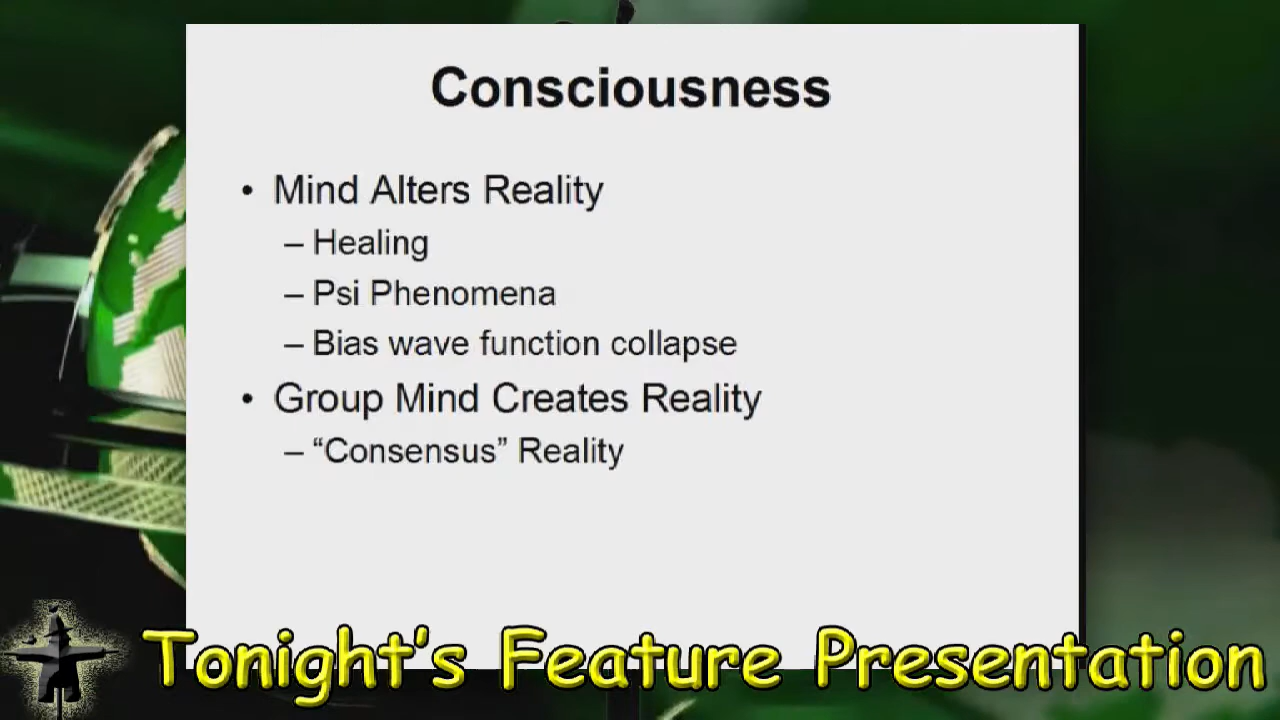 Consciousness
• Mind Alters Reality
– Healing
– Psi Phenomena
– Bias wave function collapse
• Group Mind Creates Reality
– “Consensus” Reality
Tonight's Feature Presentation